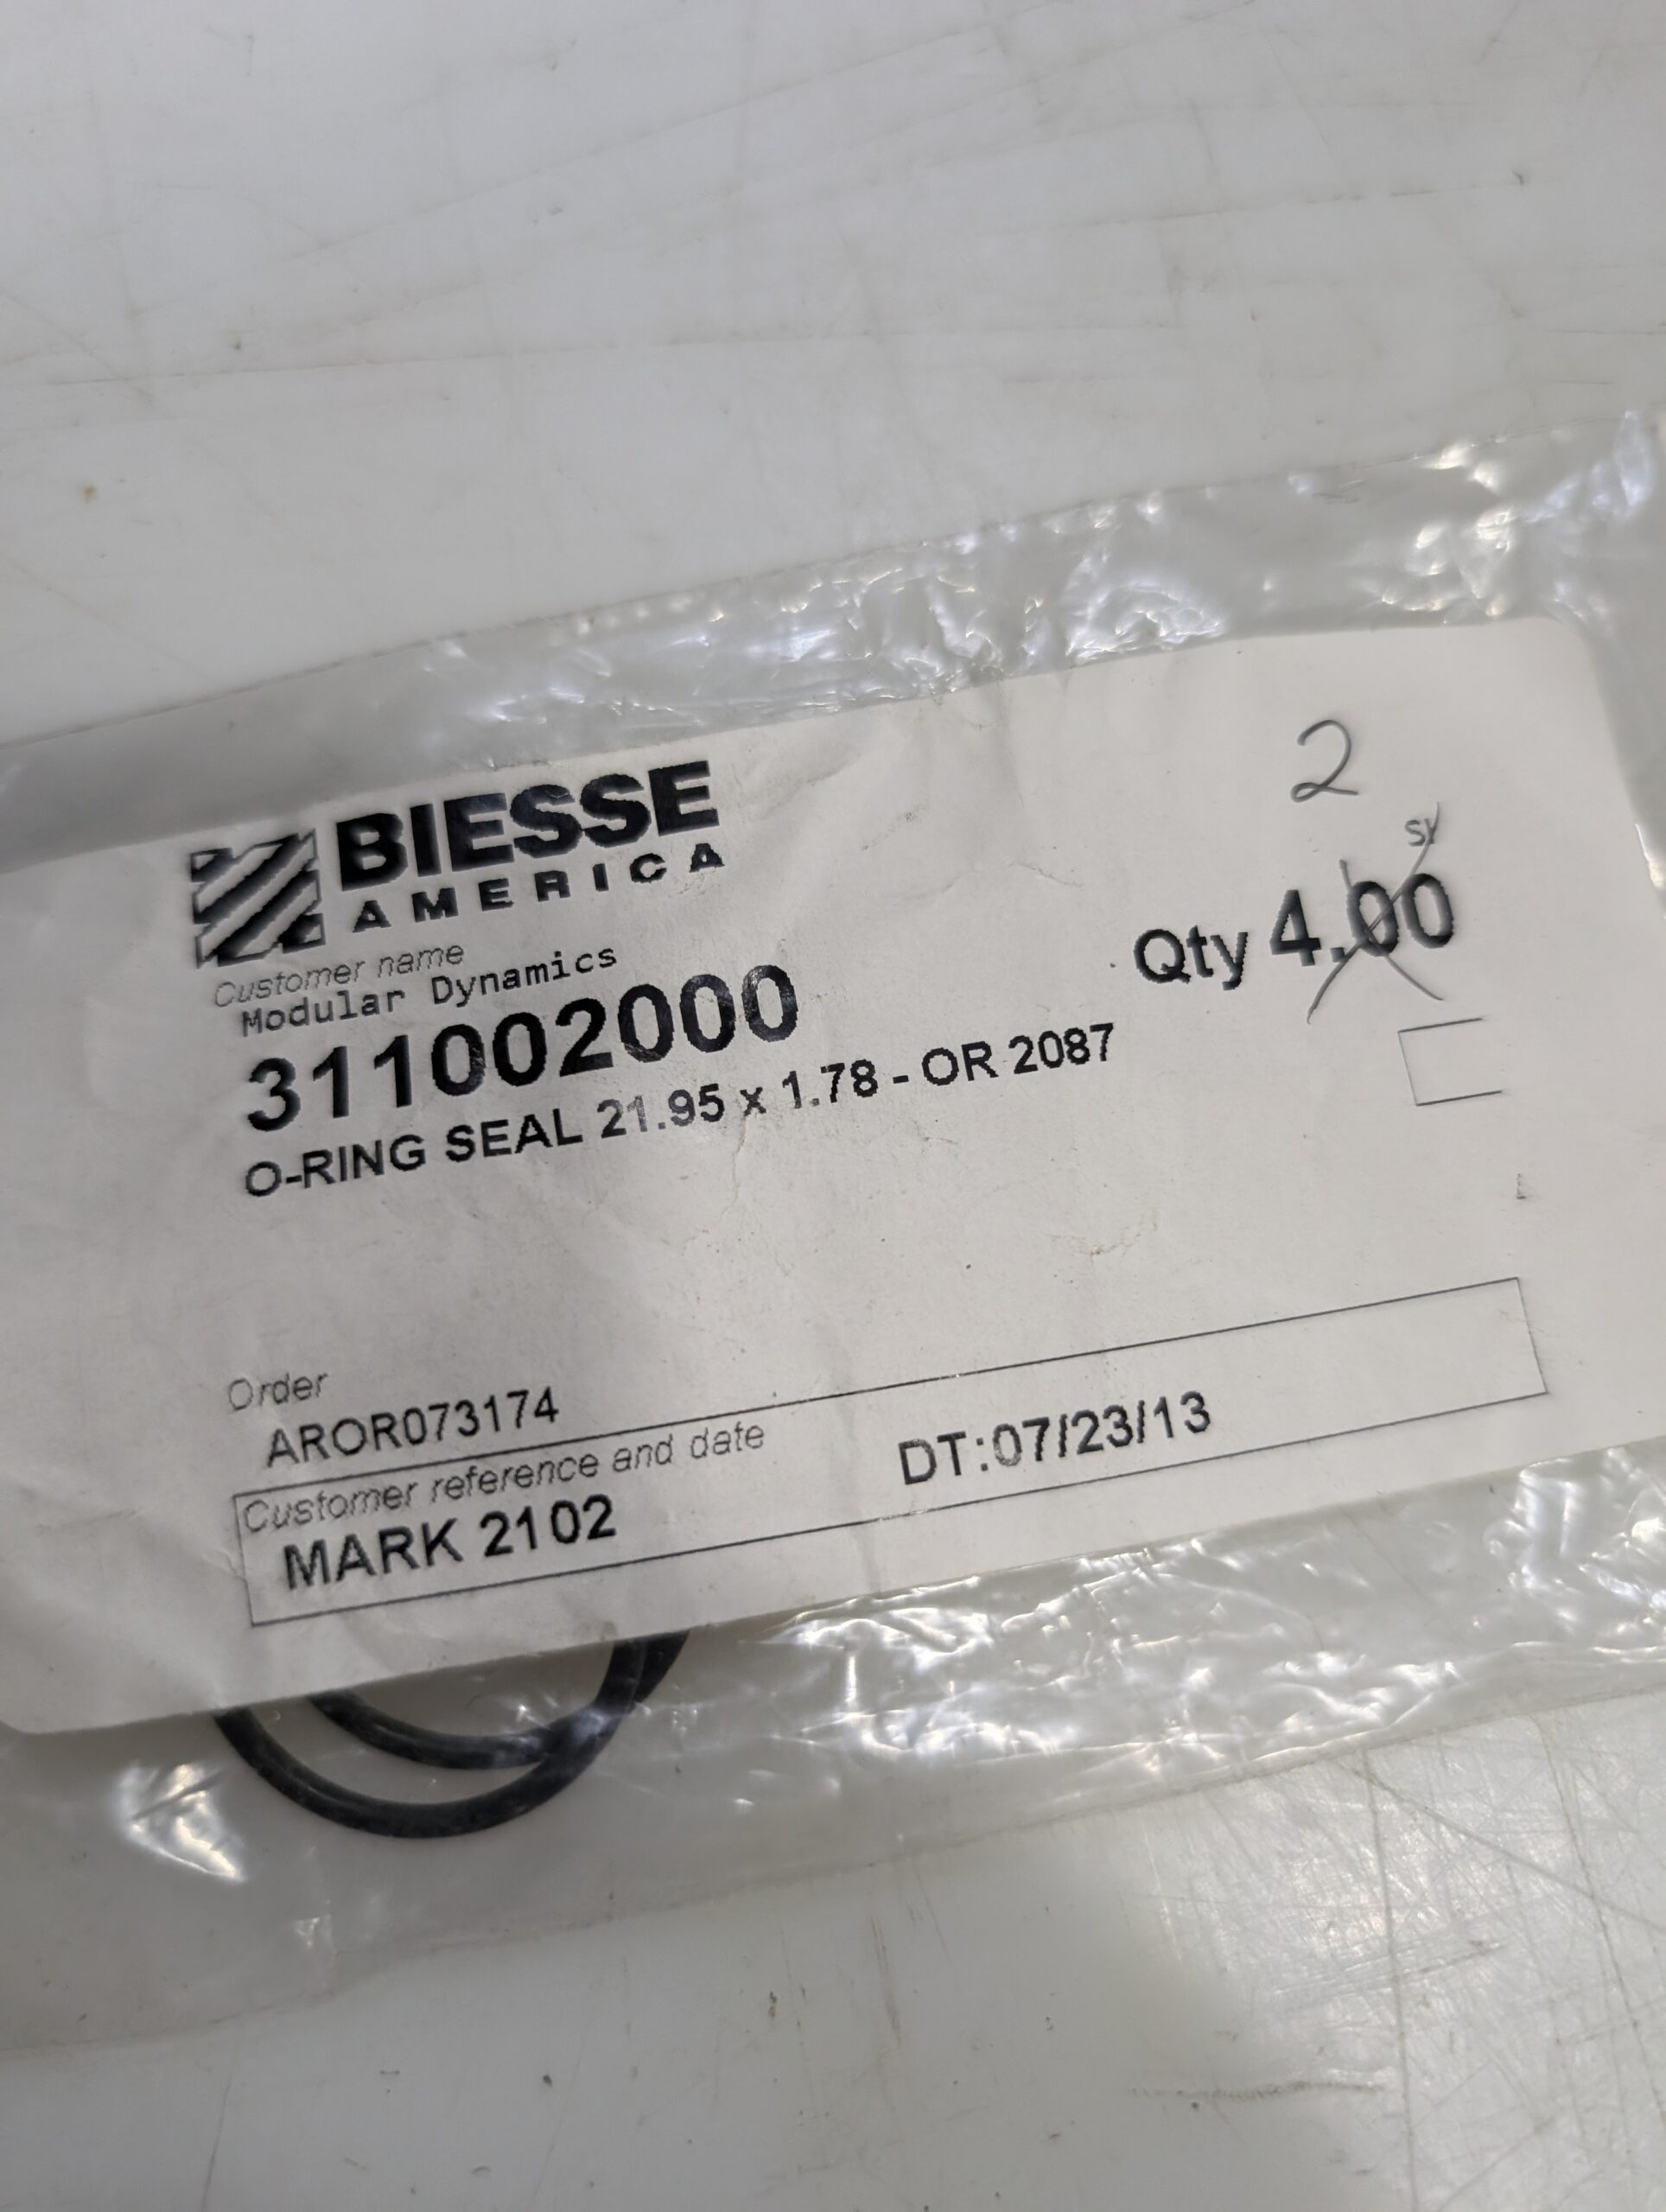 BIESSE
AMERICA
2
Customer name
Modular Dynamics
Qty 4.00
311002000
O-RING SEAL 21.95 x 1.78 - OR 2087
Order
AROR073174
Customer reference and date
MARK 2102
DT:07/23/13